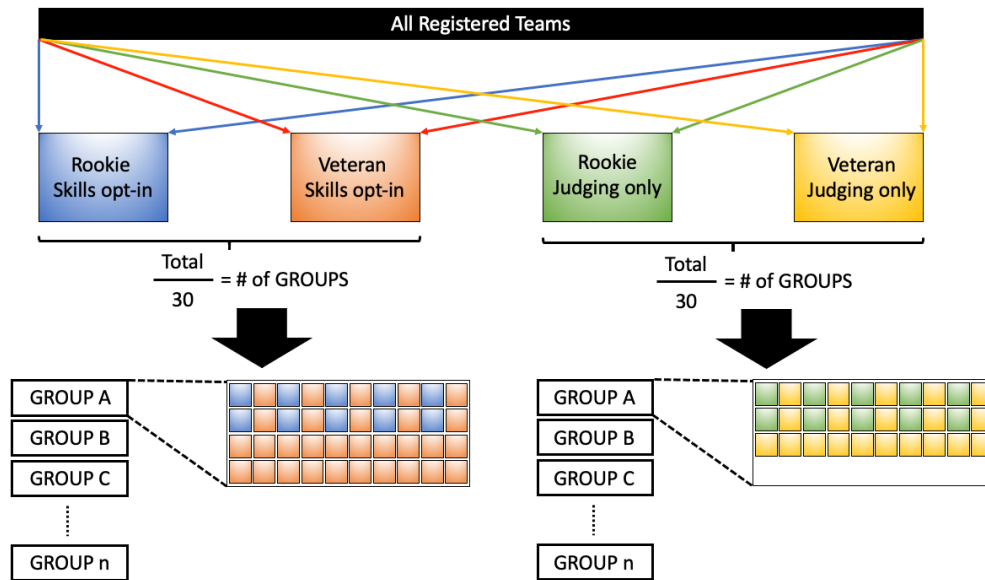 All Registered Teams
Rookie
Skills opt-in
Veteran
Skills opt-in
Rookie
Judging only
Veteran
Judging only
Total
30
= # of GROUPS
Total
30
= # of GROUPS
GROUP A
GROUP B
GROUP C
GROUP n
GROUP A
GROUP B
GROUP C
GROUP n